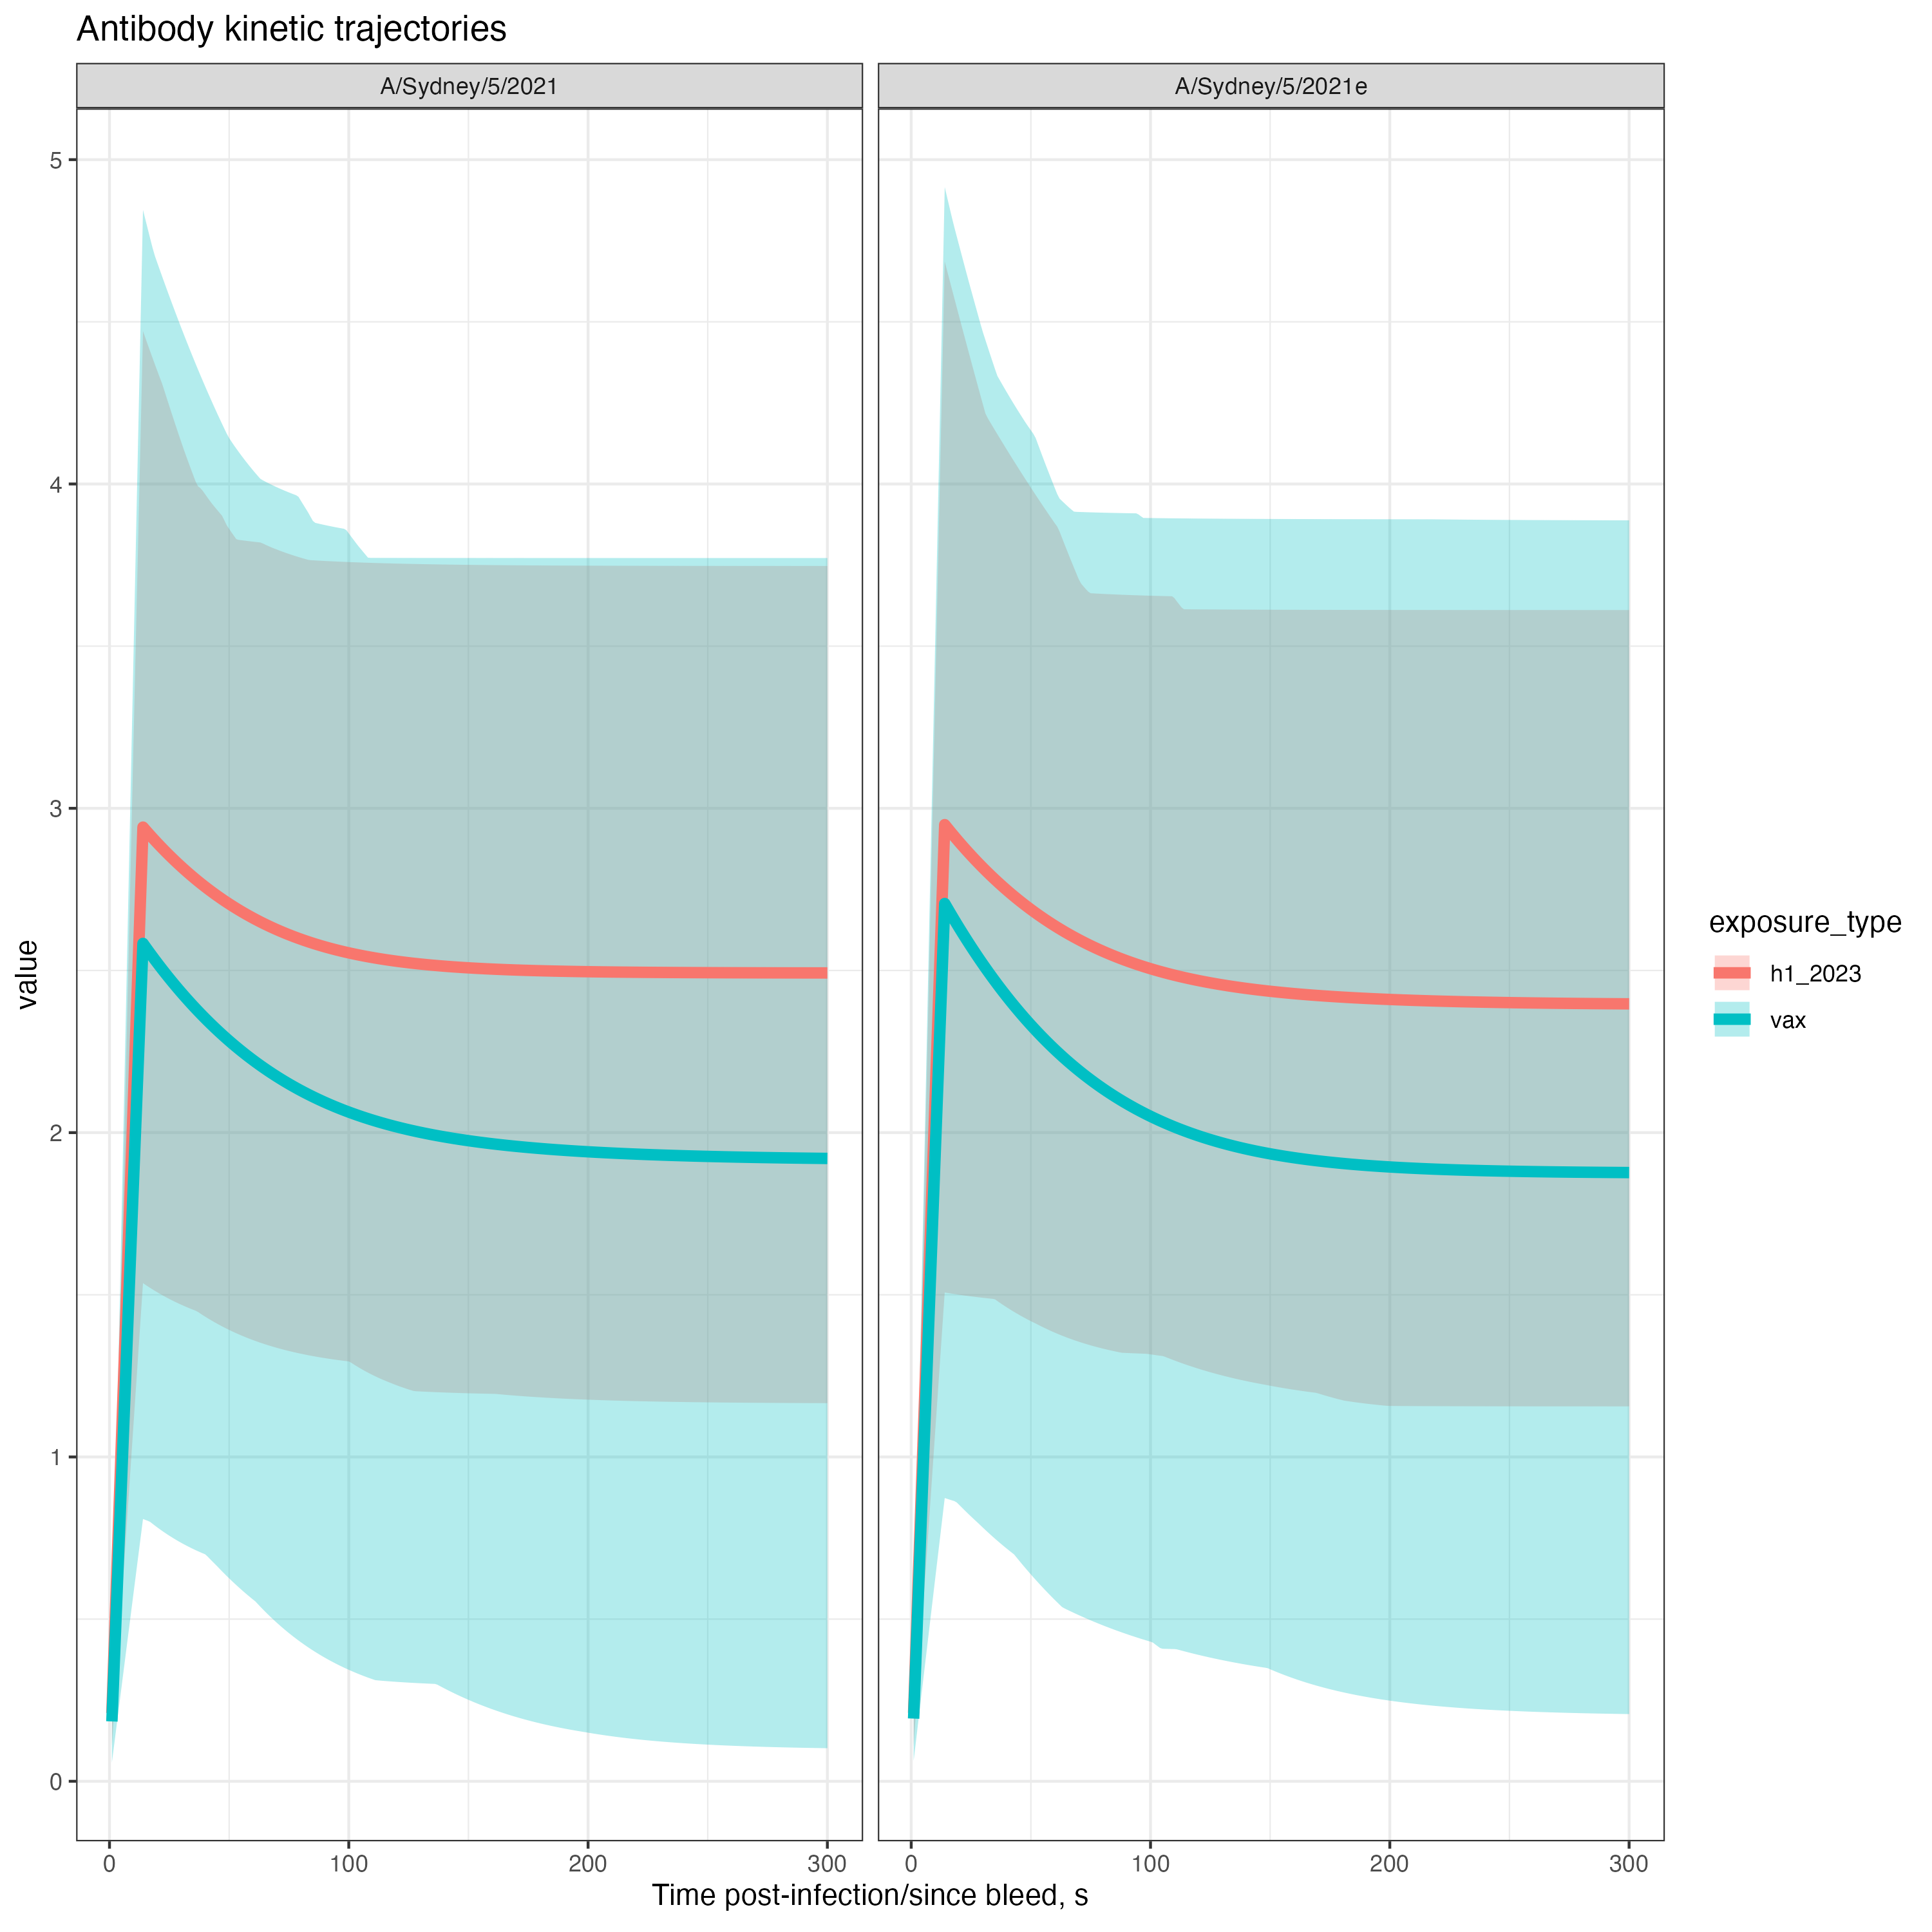 Antibody kinetic trajectories
A/Sydney/5/2021
A/Sydney/5/2021e
5
4
3
2
1
0
value
0
100
200
300
0
100
200
300
Time post-infection/since bleed, s
exposure_type
h1_2023
vax